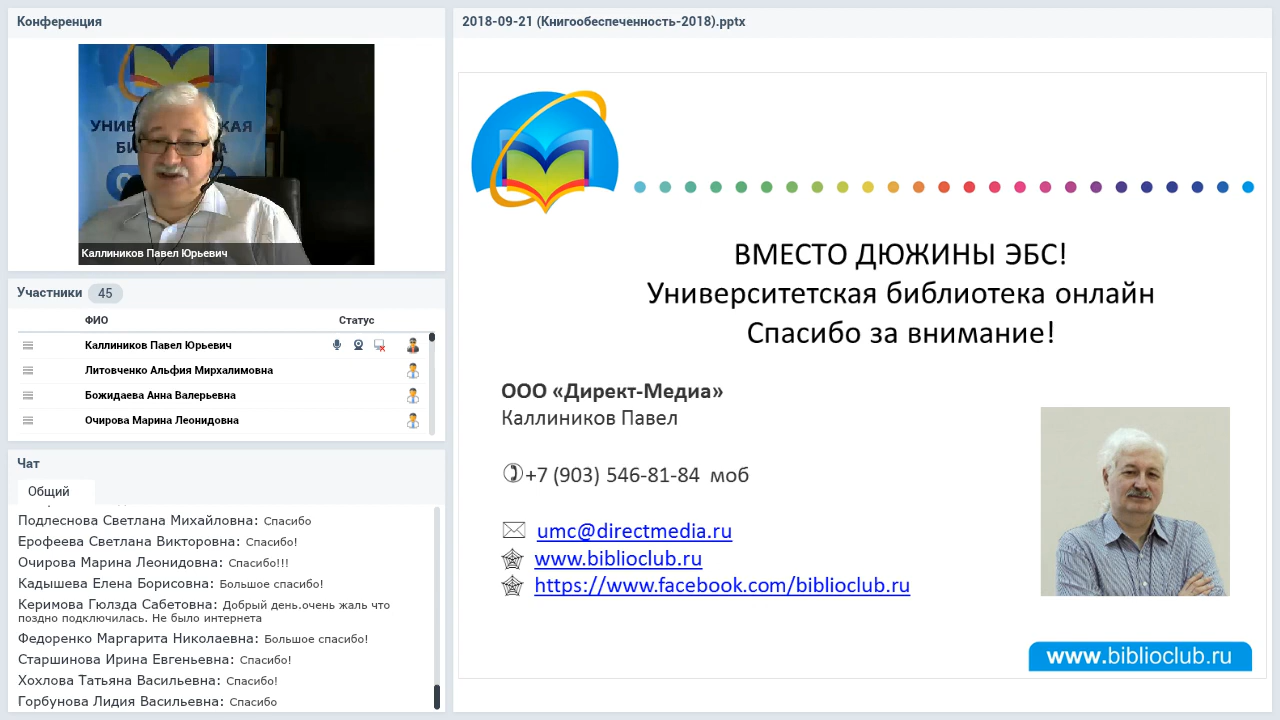 Конференция
УНИВЕ
КАЯ
БИ
А
Каллиников Павел Юрьевич
Участники 45
ФИО Статус
Каллиников Павел Юрьевич
Литовченко Альфия Мирхалимовна
Божидаева Анна Валерьевна
Очирова Марина Леонидовна
Чат
Общий
Подлеснова Светлана Михайловна: Спасибо
Ерофеева Светлана Викторовна: Спасибо!
Очирова Марина Леонидовна: Спасибо!!!
Кадышева Елена Борисовна: Большое спасибо!
Керимова Гюлзда Сабетовна: Добрый день.очень жаль что
поздно подключилась. Не было интернета
Федоренко Маргарита Николаевна: Большое спасибо!
Старшинова Ирина Евгеньевна: Спасибо!
Хохлова Татьяна Васильевна: Спасибо!
Горбунова Лидия Васильевна: Спасибо
2018-09-21 (Книгообеспеченность-2018).pptx
ВМЕСТО ДЮЖИНЫ ЭБС!
Университетская библиотека онлайн
Спасибо за внимание!
ООО «Директ-Медиа»
Каллиников Павел
+7 (903) 546-81-84 моб
umc@directmedia.ru
www.biblioclub.ru
https://www.facebook.com/biblioclub.ru
www.biblioclub.ru